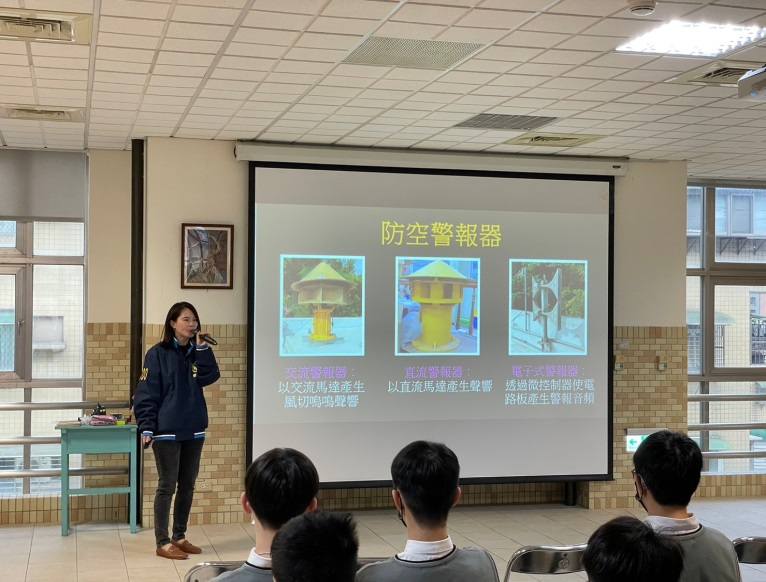 防空警報器
交流警報器：
以交流馬達產生
風切嗚嗚聲響
直流警報器：
以直流馬達產生聲響
電子式警報器：
透過微控制器使電
路板產生警報音頻